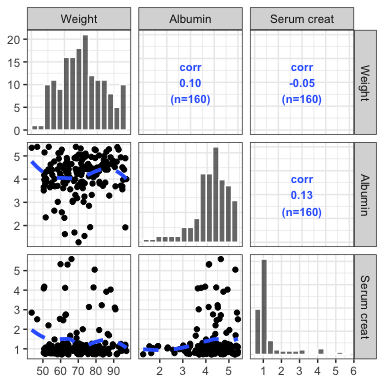 Weight Albumin Serum creat
20
15
10
5
0
corr
0.10
(n=160)
corr
-0.05
(n=160)
Weight
5
4
3
2
corr
0.13
(n=160)
Albumin
5
4
3
2
1
Serum creat
50 60 70 80 90 2 3 4 5 1 2 3 4 5 6